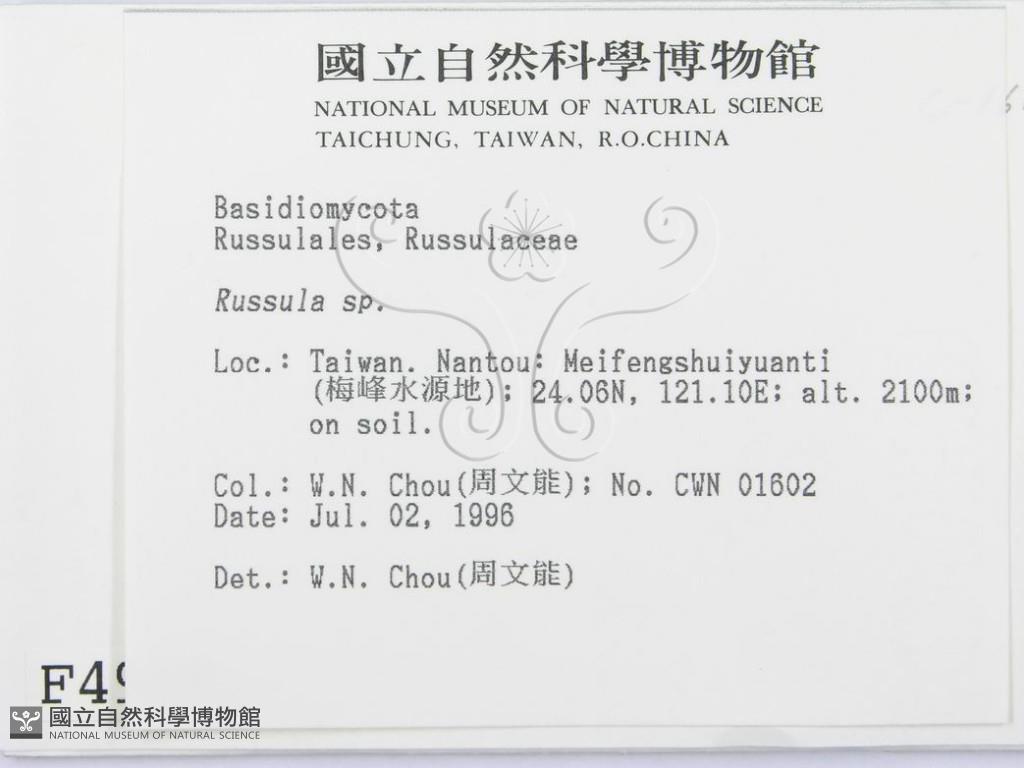 國立自然科學博物館
NATIONAL MUSEUM OF NATURAL SCIENCE
TAICHUNG, TAIWAN, R.O.CHINA
Basidiomycota
Russulales, Russulaceae
Russula sp.
Loc.: Taiwan. Nantou: Meifengshuiyuanti
(梅峰水源地); 24.06N, 121.10E; alt. 2100m;
on soil.
Col.: W.N. Chou(周文能); No. CWN 01602
Date: Jul. 02, 1996
Det.: W.N. Chou(周文能)
F49
國立自然科學博物館
NATIONAL MUSEUM OF NATURAL SCIENCE